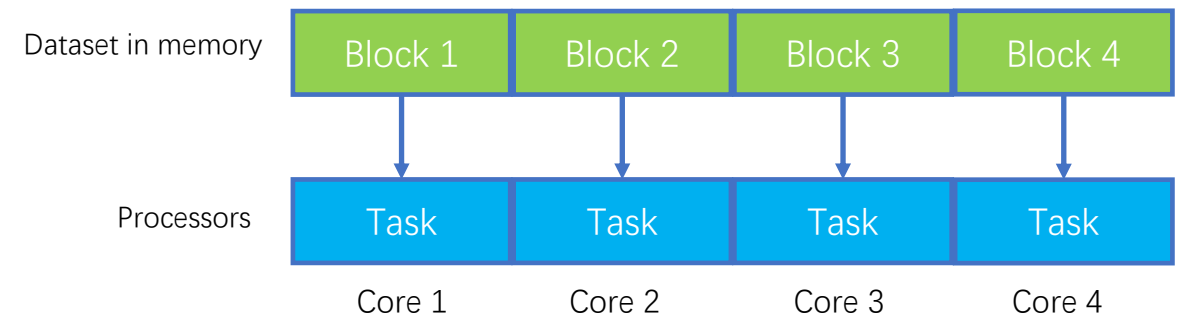 Dataset in memory Block 1 Block 2 Block 3 Block 4
Processors Task Task Task Task
Core 1 Core 2 Core 3 Core 4